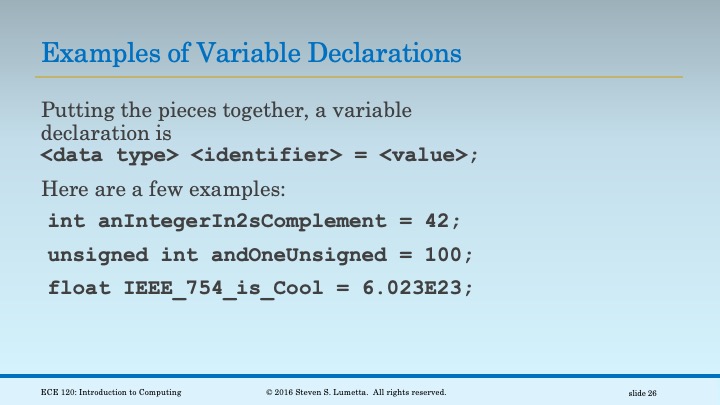 Examples of Variable Declarations
Putting the pieces together, a variable
declaration is
<data type> <identifier> = <value>;
Here are a few examples:
int anIntegerIn2sComplement = 42;
unsigned int andOneUnsigned = 100;
float IEEE_754_is_Cool = 6.023E23;
ECE 120: Introduction to Computing
© 2016 Steven S. Lumetta. All rights reserved.
slide 26